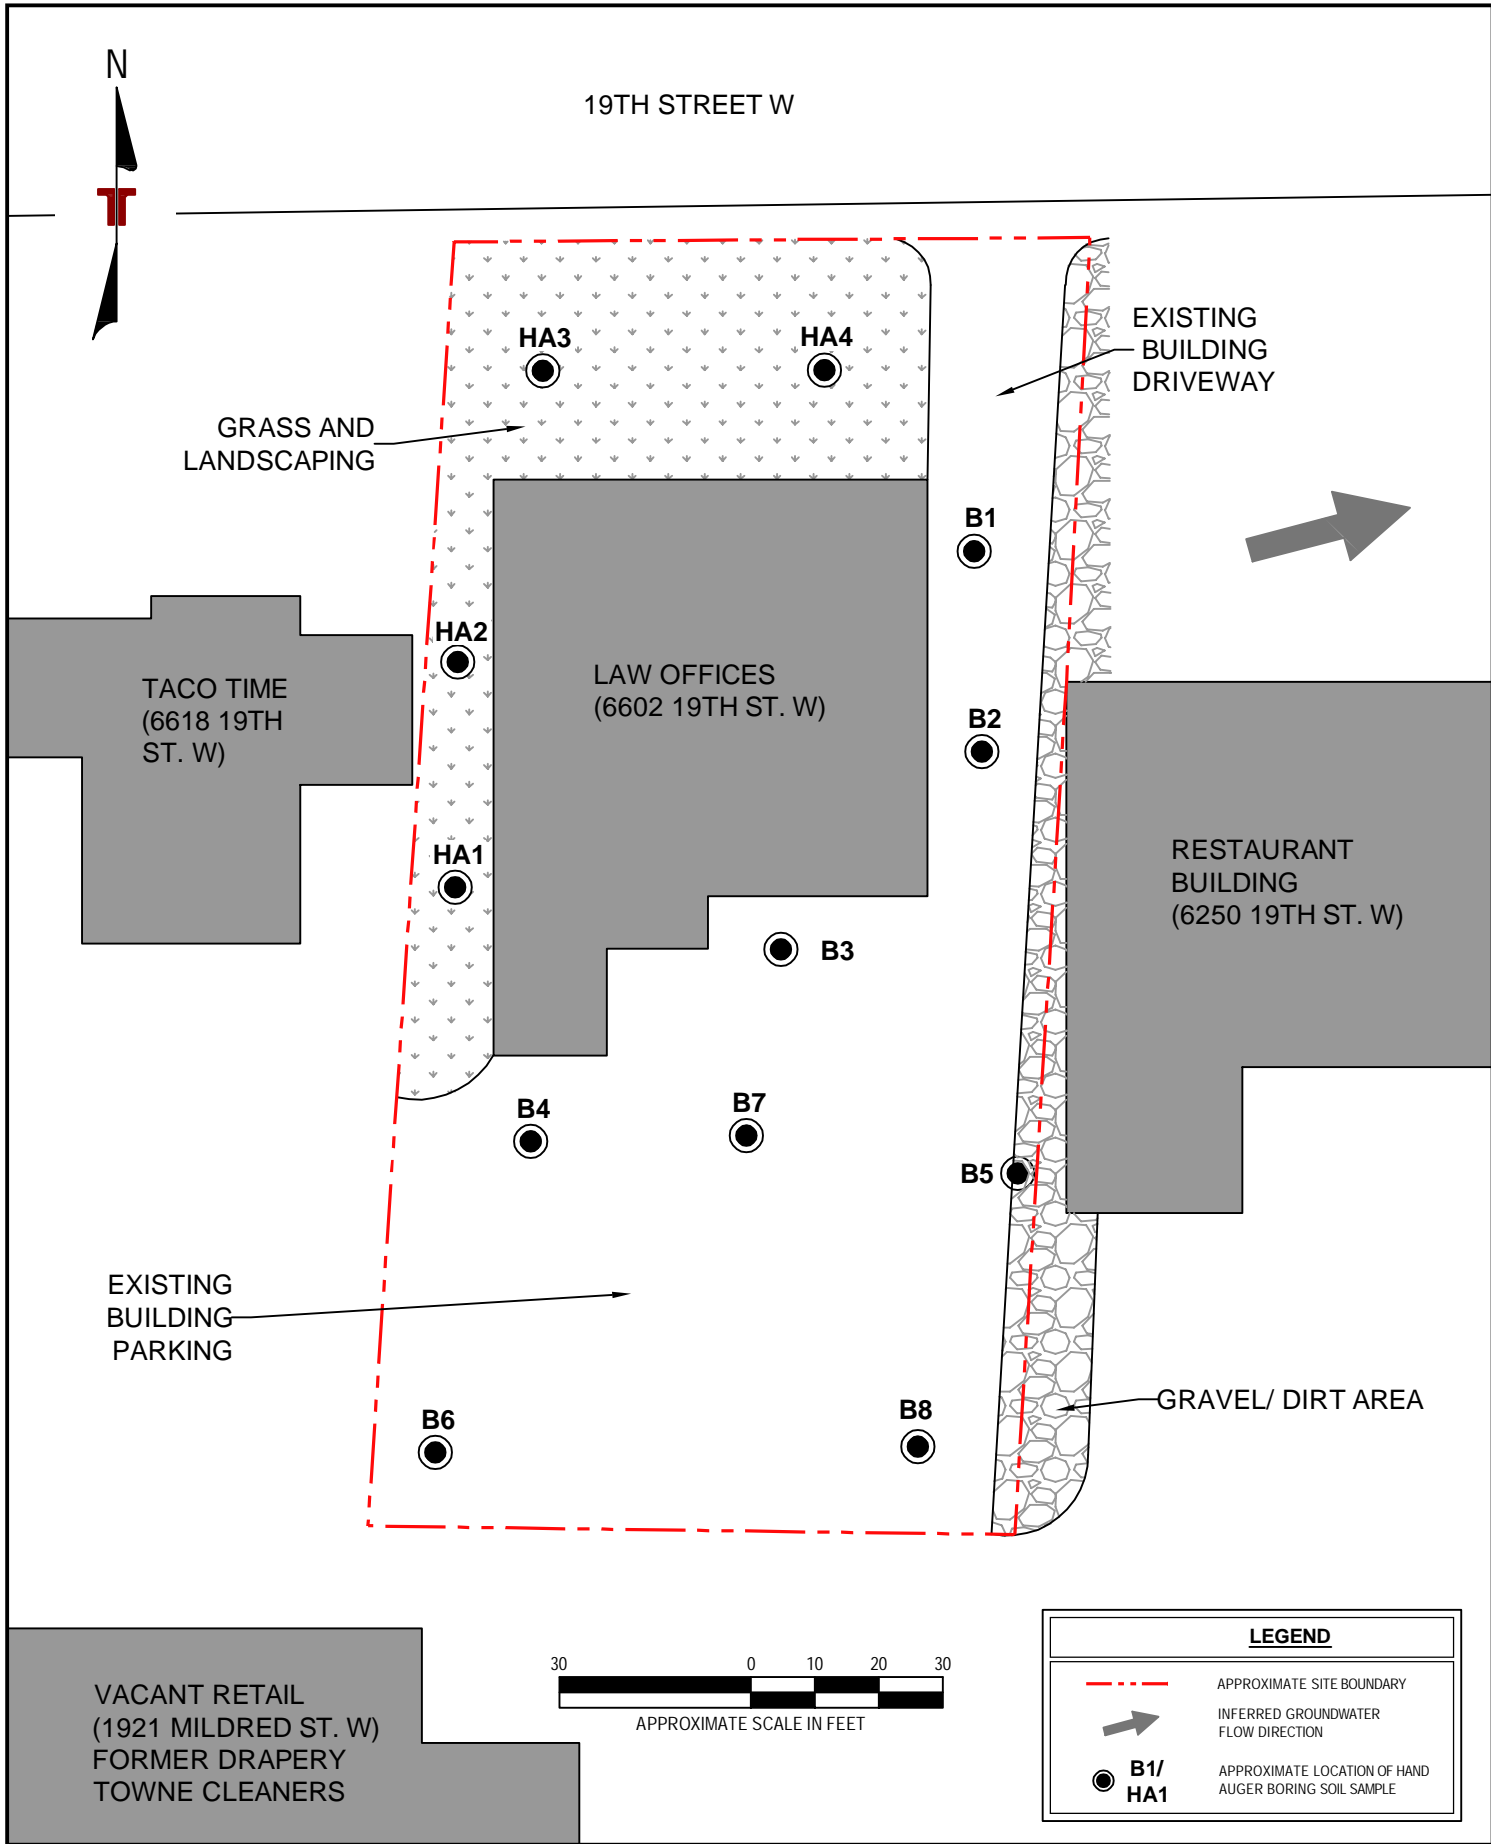 N
19TH STREET W
HA3
HA4
EXISTING
BUILDING
DRIVEWAY
GRASS AND
LANDSCAPING
B1
HA2
TACO TIME
(6618 19TH
ST. W)
LAW OFFICES
(6602 19TH ST. W)
B2
HA1
RESTAURANT
BUILDING
(6250 19TH ST. W)
B3
B4
B7
B5
EXISTING
BUILDING
PARKING
GRAVEL/ DIRT AREA
B6
B8
VACANT RETAIL
(1921 MILDRED ST. W)
FORMER DRAPERY
TOWNE CLEANERS
30 0 10 20 30
APPROXIMATE SCALE IN FEET
LEGEND
APPROXIMATE SITE BOUNDARY
INFERRED GROUNDWATER
FLOW DIRECTION
B1/
HA1
APPROXIMATE LOCATION OF HAND
AUGER BORING SOIL SAMPLE